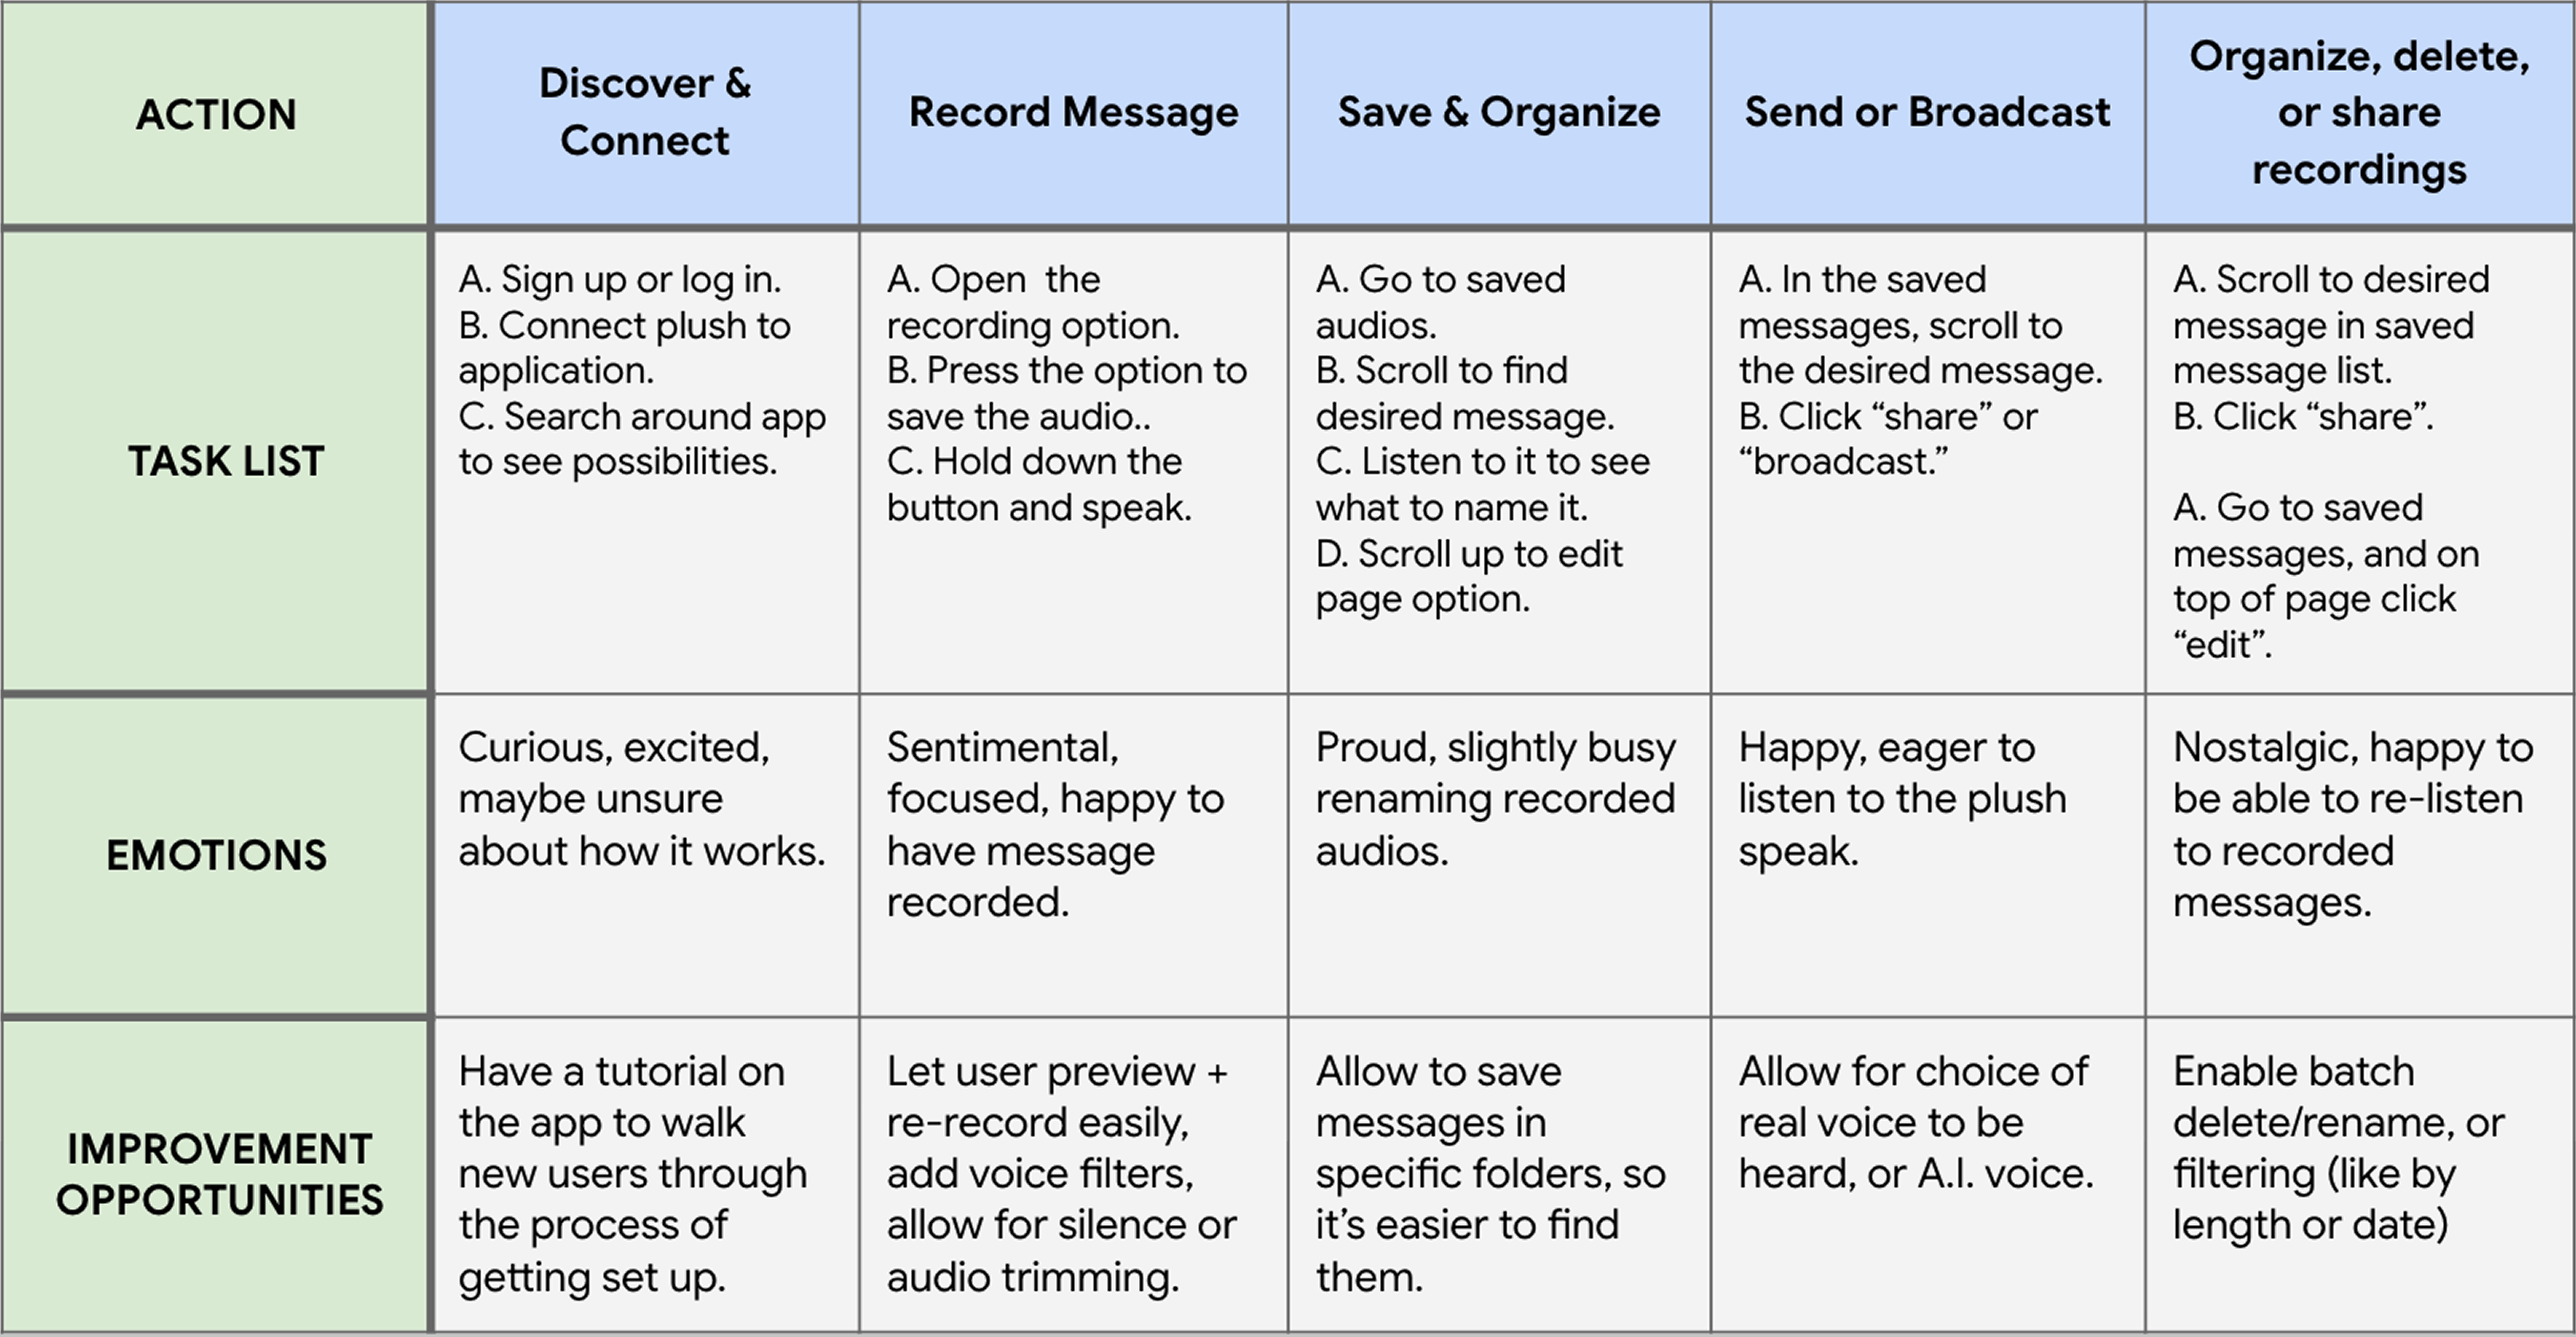 ACTION
Discover &
Connect
Record Message
Save & Organize
Send or Broadcast
Organize, delete,
or share
recordings
TASK LIST
A. Sign up or log in.
B. Connect plush to
application.
C. Search around app
to see possibilities.
A. Open  the
recording option.
B. Press the option to
save the audio..
C. Hold down the
button and speak.
A. Go to saved
audios.
B. Scroll to find
desired message.
C. Listen to it to see
what to name it.
D. Scroll up to edit
page option.
A. In the saved
messages, scroll to
the desired message.
B. Click “share” or
“broadcast.”
A. Scroll to desired
message in saved
message list.
B. Click “share”.
A. Go to saved
messages, and on
top of page click
“edit”.
EMOTIONS
Curious, excited,
maybe unsure
about how it works.
Sentimental,
focused, happy to
have message
recorded.
Proud, slightly busy
renaming recorded
audios.
Happy, eager to
listen to the plush
speak.
Nostalgic, happy to
be able to re-listen
to recorded
messages.
IMPROVEMENT
OPPORTUNITIES
Have a tutorial on
the app to walk
new users through
the process of
getting set up.
Let user preview +
re-record easily,
add voice filters,
allow for silence or
audio trimming.
Allow to save
messages in
specific folders, so
it’s easier to find
them.
Allow for choice of
real voice to be
heard, or A.I. voice.
Enable batch
delete/rename, or
filtering (like by
length or date)